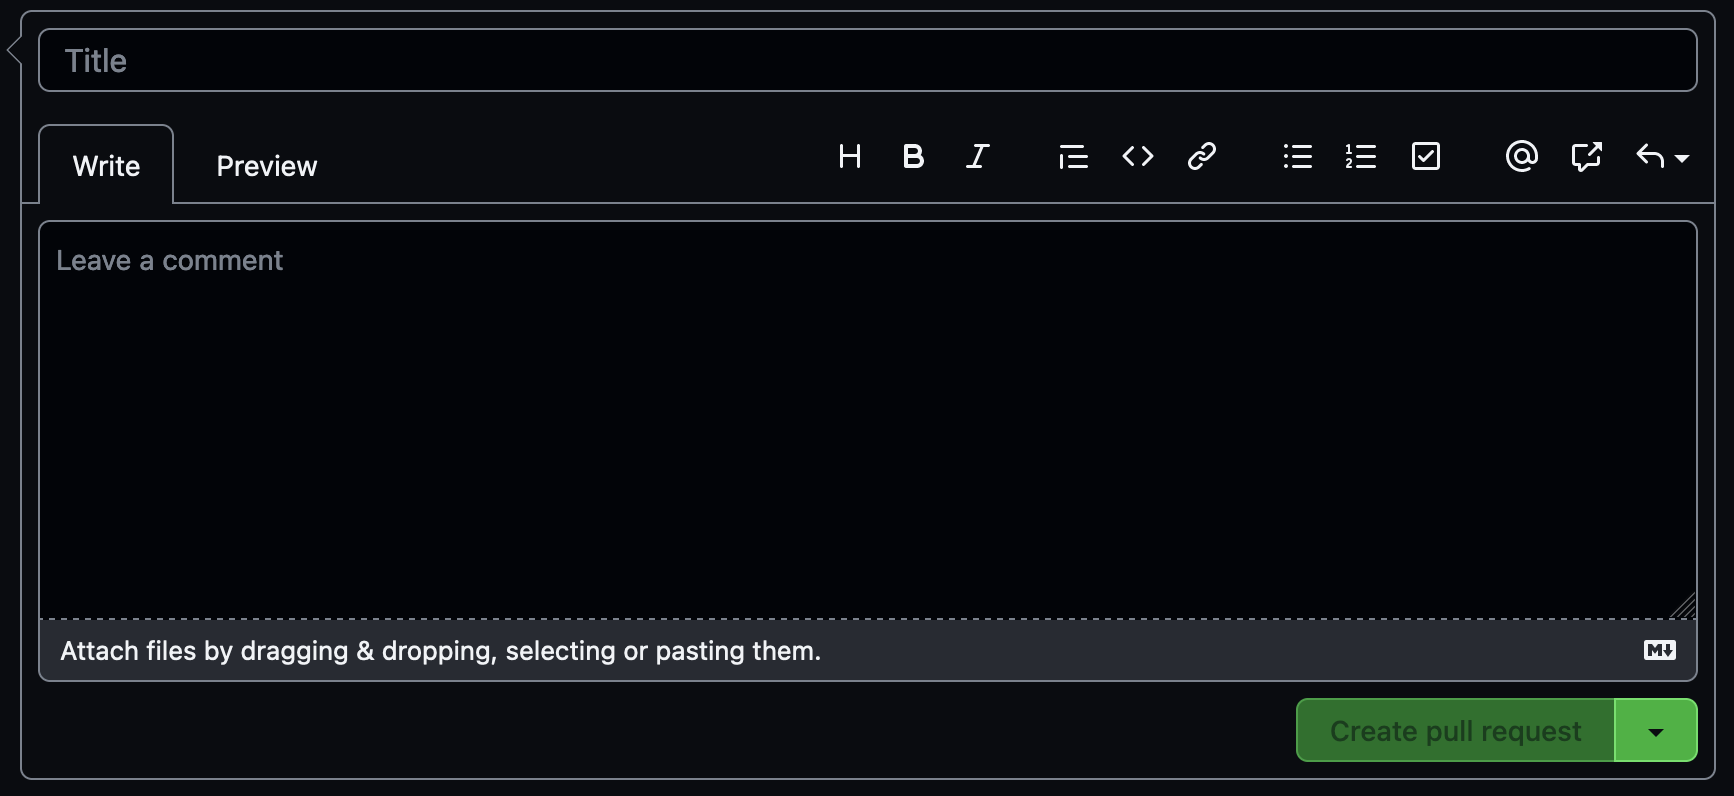 Title
Write Preview H B I @
Leave a comment
Attach files by dragging & dropping, selecting or pasting them. M
Create pull request